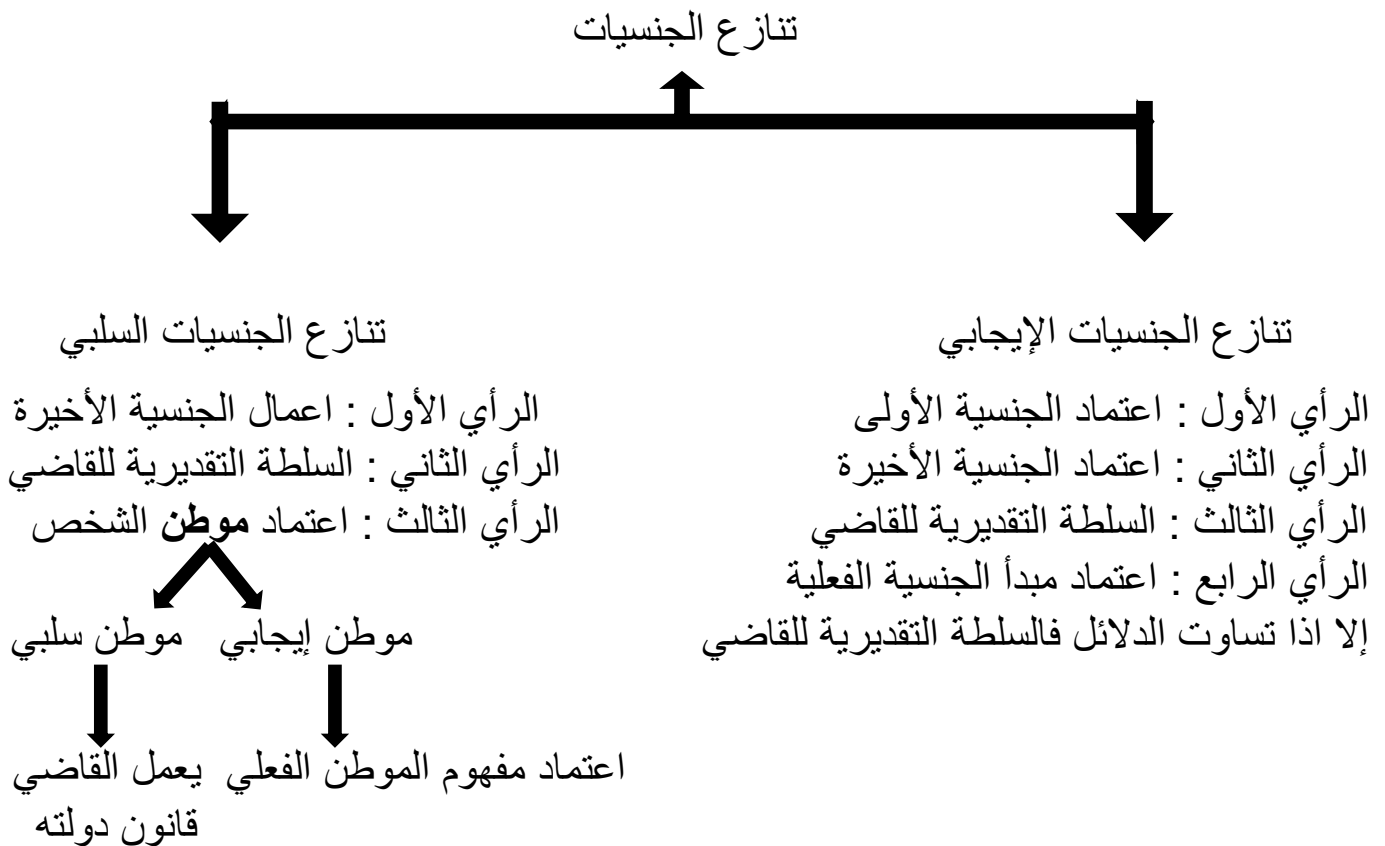 تنازع الجنسيات
تنازع الجنسيات الإيجابي
الرأي الأول : اعتماد الجنسية الأولى
الرأي الثاني : اعتماد الجنسية الأخيرة
الرأي الثالث : السلطة التقديرية للقاضي
الرأي الرابع : اعتماد مبدأ الجنسية الفعلية
إلا اذا تساوت الدلائل فالسلطة التقديرية للقاضي
تنازع الجنسيات السلبي
الرأي الأول : اعمال الجنسية الأخيرة
الرأي الثاني : السلطة التقديرية للقاضي
الرأي الثالث : اعتماد موطن الشخص
موطن إيجابي
اعتماد مفهوم الموطن الفعلي
موطن سلبي
يعمل القاضي
قانون دولته